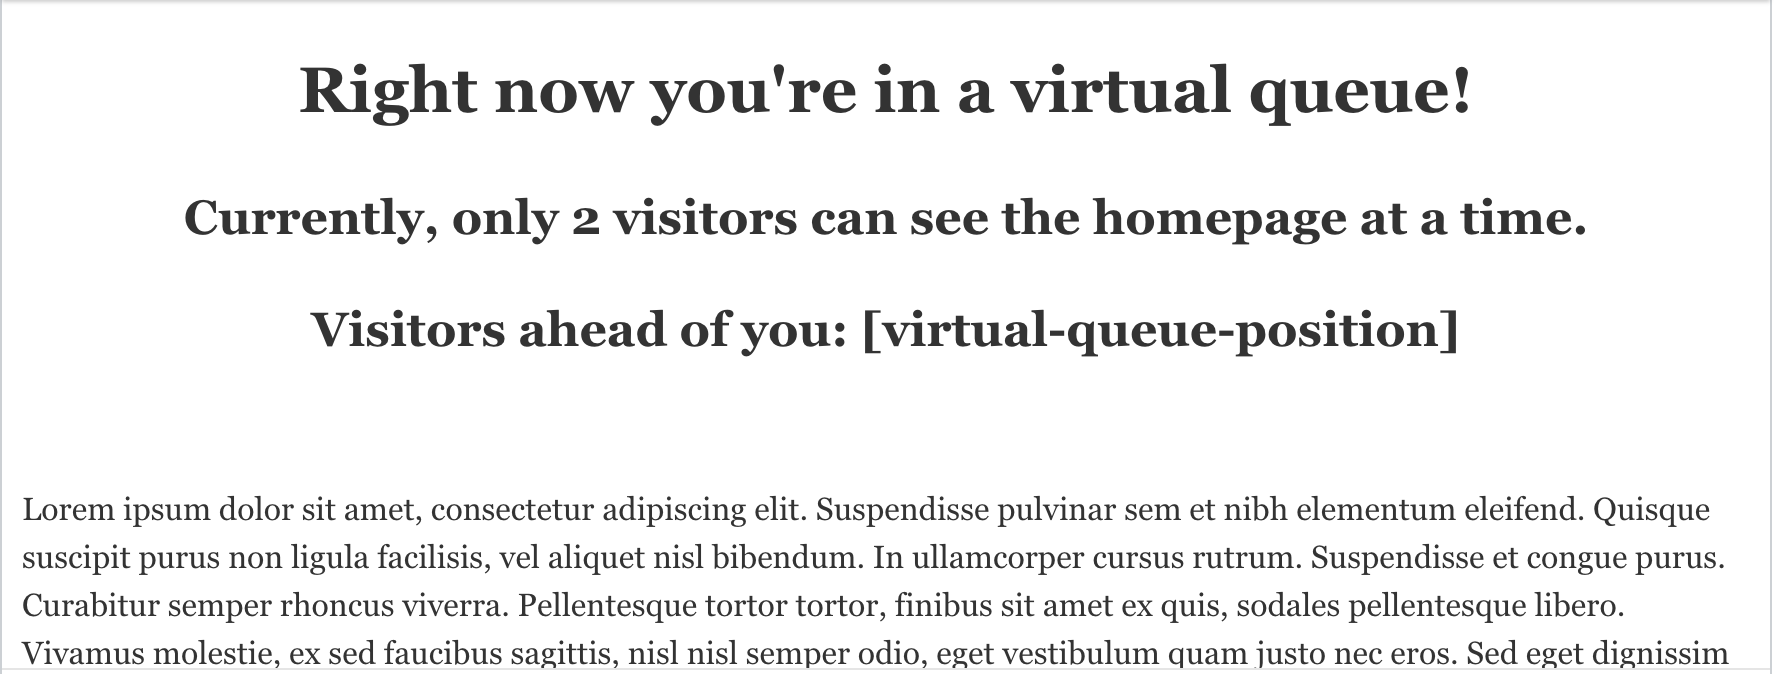 Right now you're in a virtual queue!
Currently, only 2 visitors can see the homepage at a time.
Visitors ahead of you: [virtual-queue-position]
Lorem ipsum dolor sit amet, consectetur adipiscing elit. Suspendisse pulvinar sem et nibh elementum eleifend. Quisque
suscipit purus non ligula facilisis, vel aliquet nisl bibendum. In ullamcorper cursus rutrum. Suspendisse et congue purus.
Curabitur semper rhoncus viverra. Pellentesque tortor tortor, finibus sit amet ex quis, sodales pellentesque libero.
Vivamus molestie, ex sed faucibus sagittis, nisl nisl semper odio, eget vestibulum quam justo nec eros. Sed eget dignissim